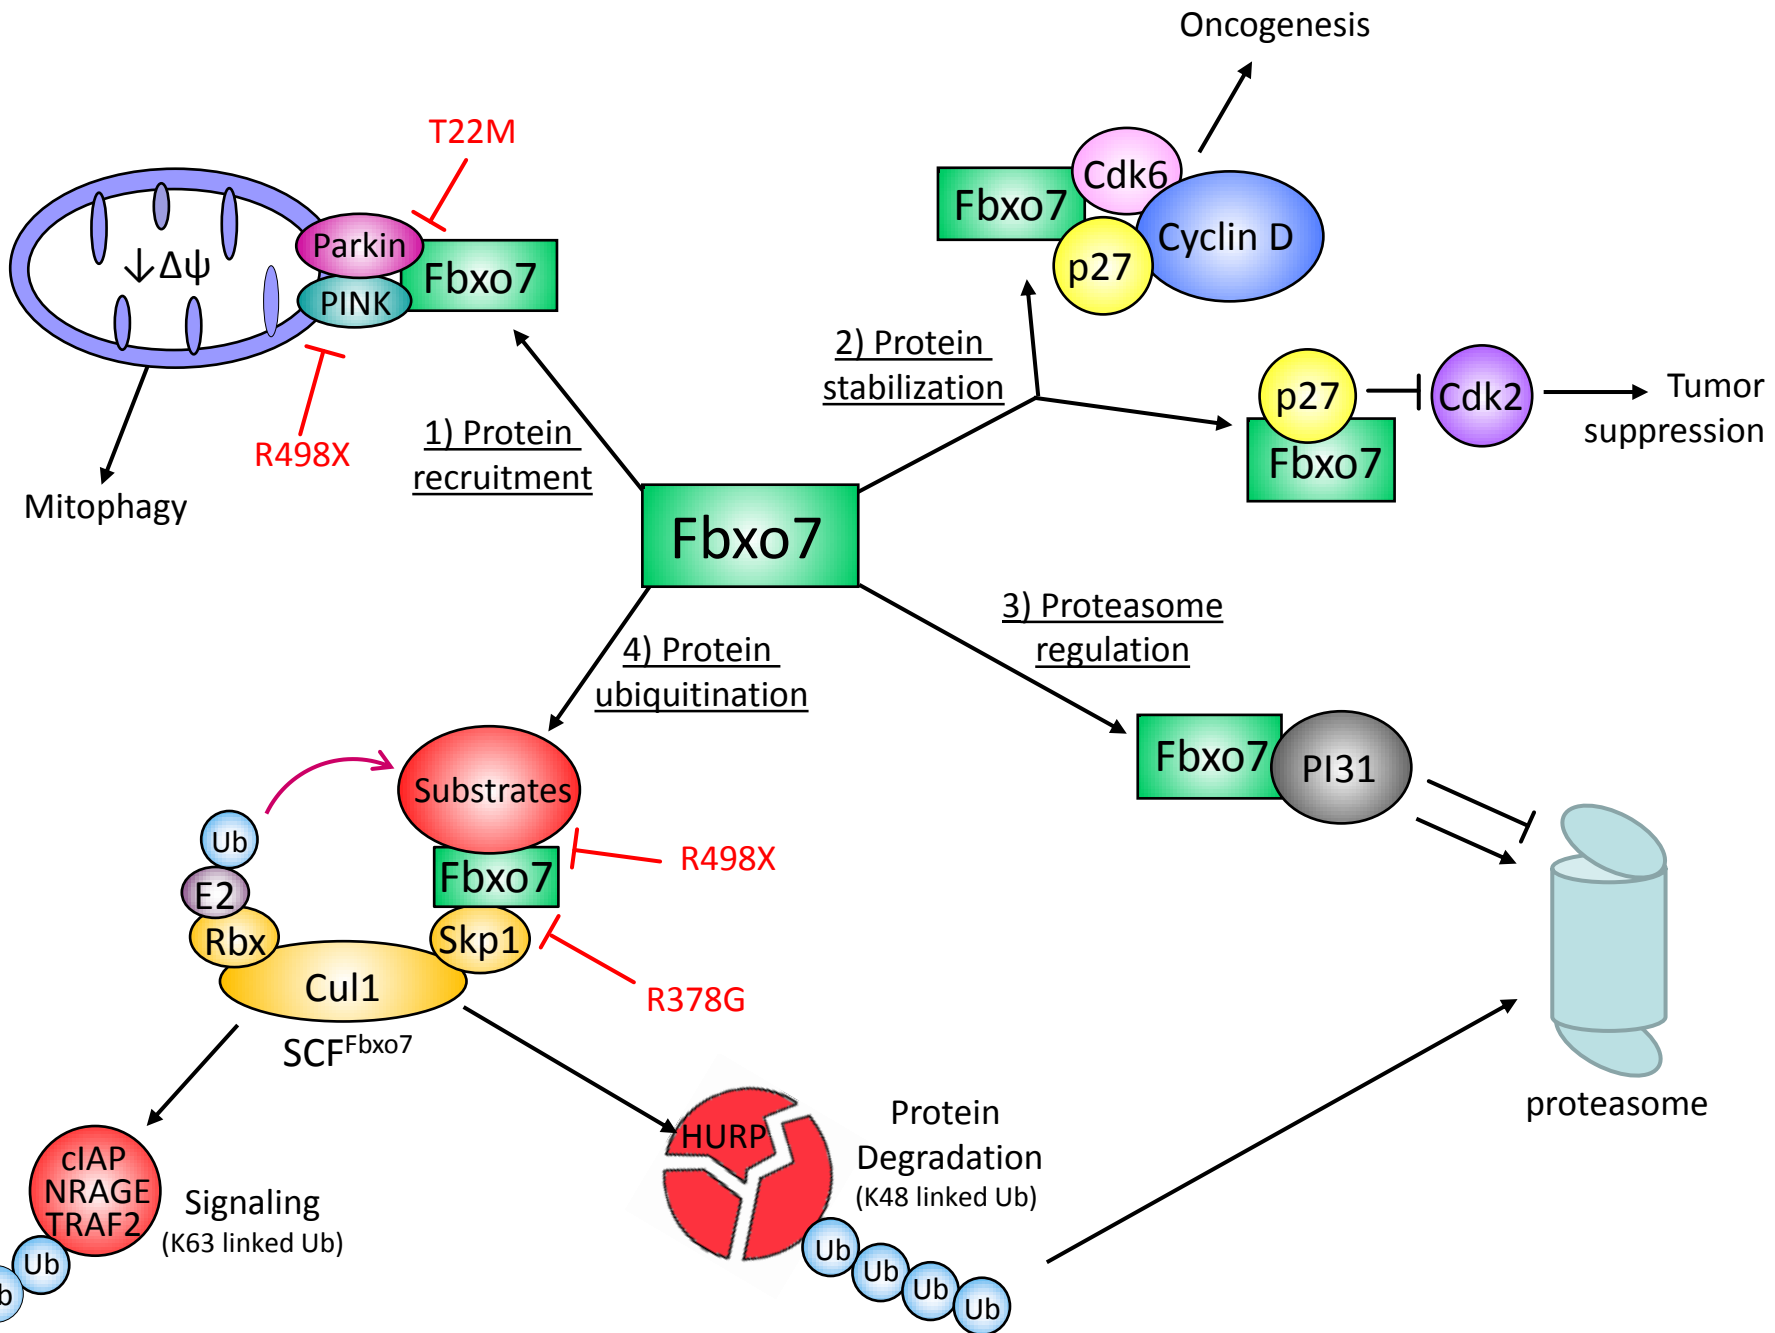 Oncogenesis
T22M
Cdk6
Fbxo7
Cyclin D
p27
Parkin
↓Δψ
Fbxo7
PINK
2) Protein
stabilization
p27
Cdk2
Tumor
suppression
Fbxo7
R498X
1) Protein
recruitment
Mitophagy
Fbxo7
3) Proteasome
regulation
4) Protein
ubiquitination
Fbxo7
PI31
Substrates
Ub
E2
Rbx
Fbxo7
R498X
Skp1
Cul1
R378G
SCFFbxo7
proteasome
HURP
Protein
Degradation
(K48 linked Ub)
cIAP
NRAGE
TRAF2
Signaling
(K63 linked Ub)
Ub
Ub
Ub
Ub
Ub